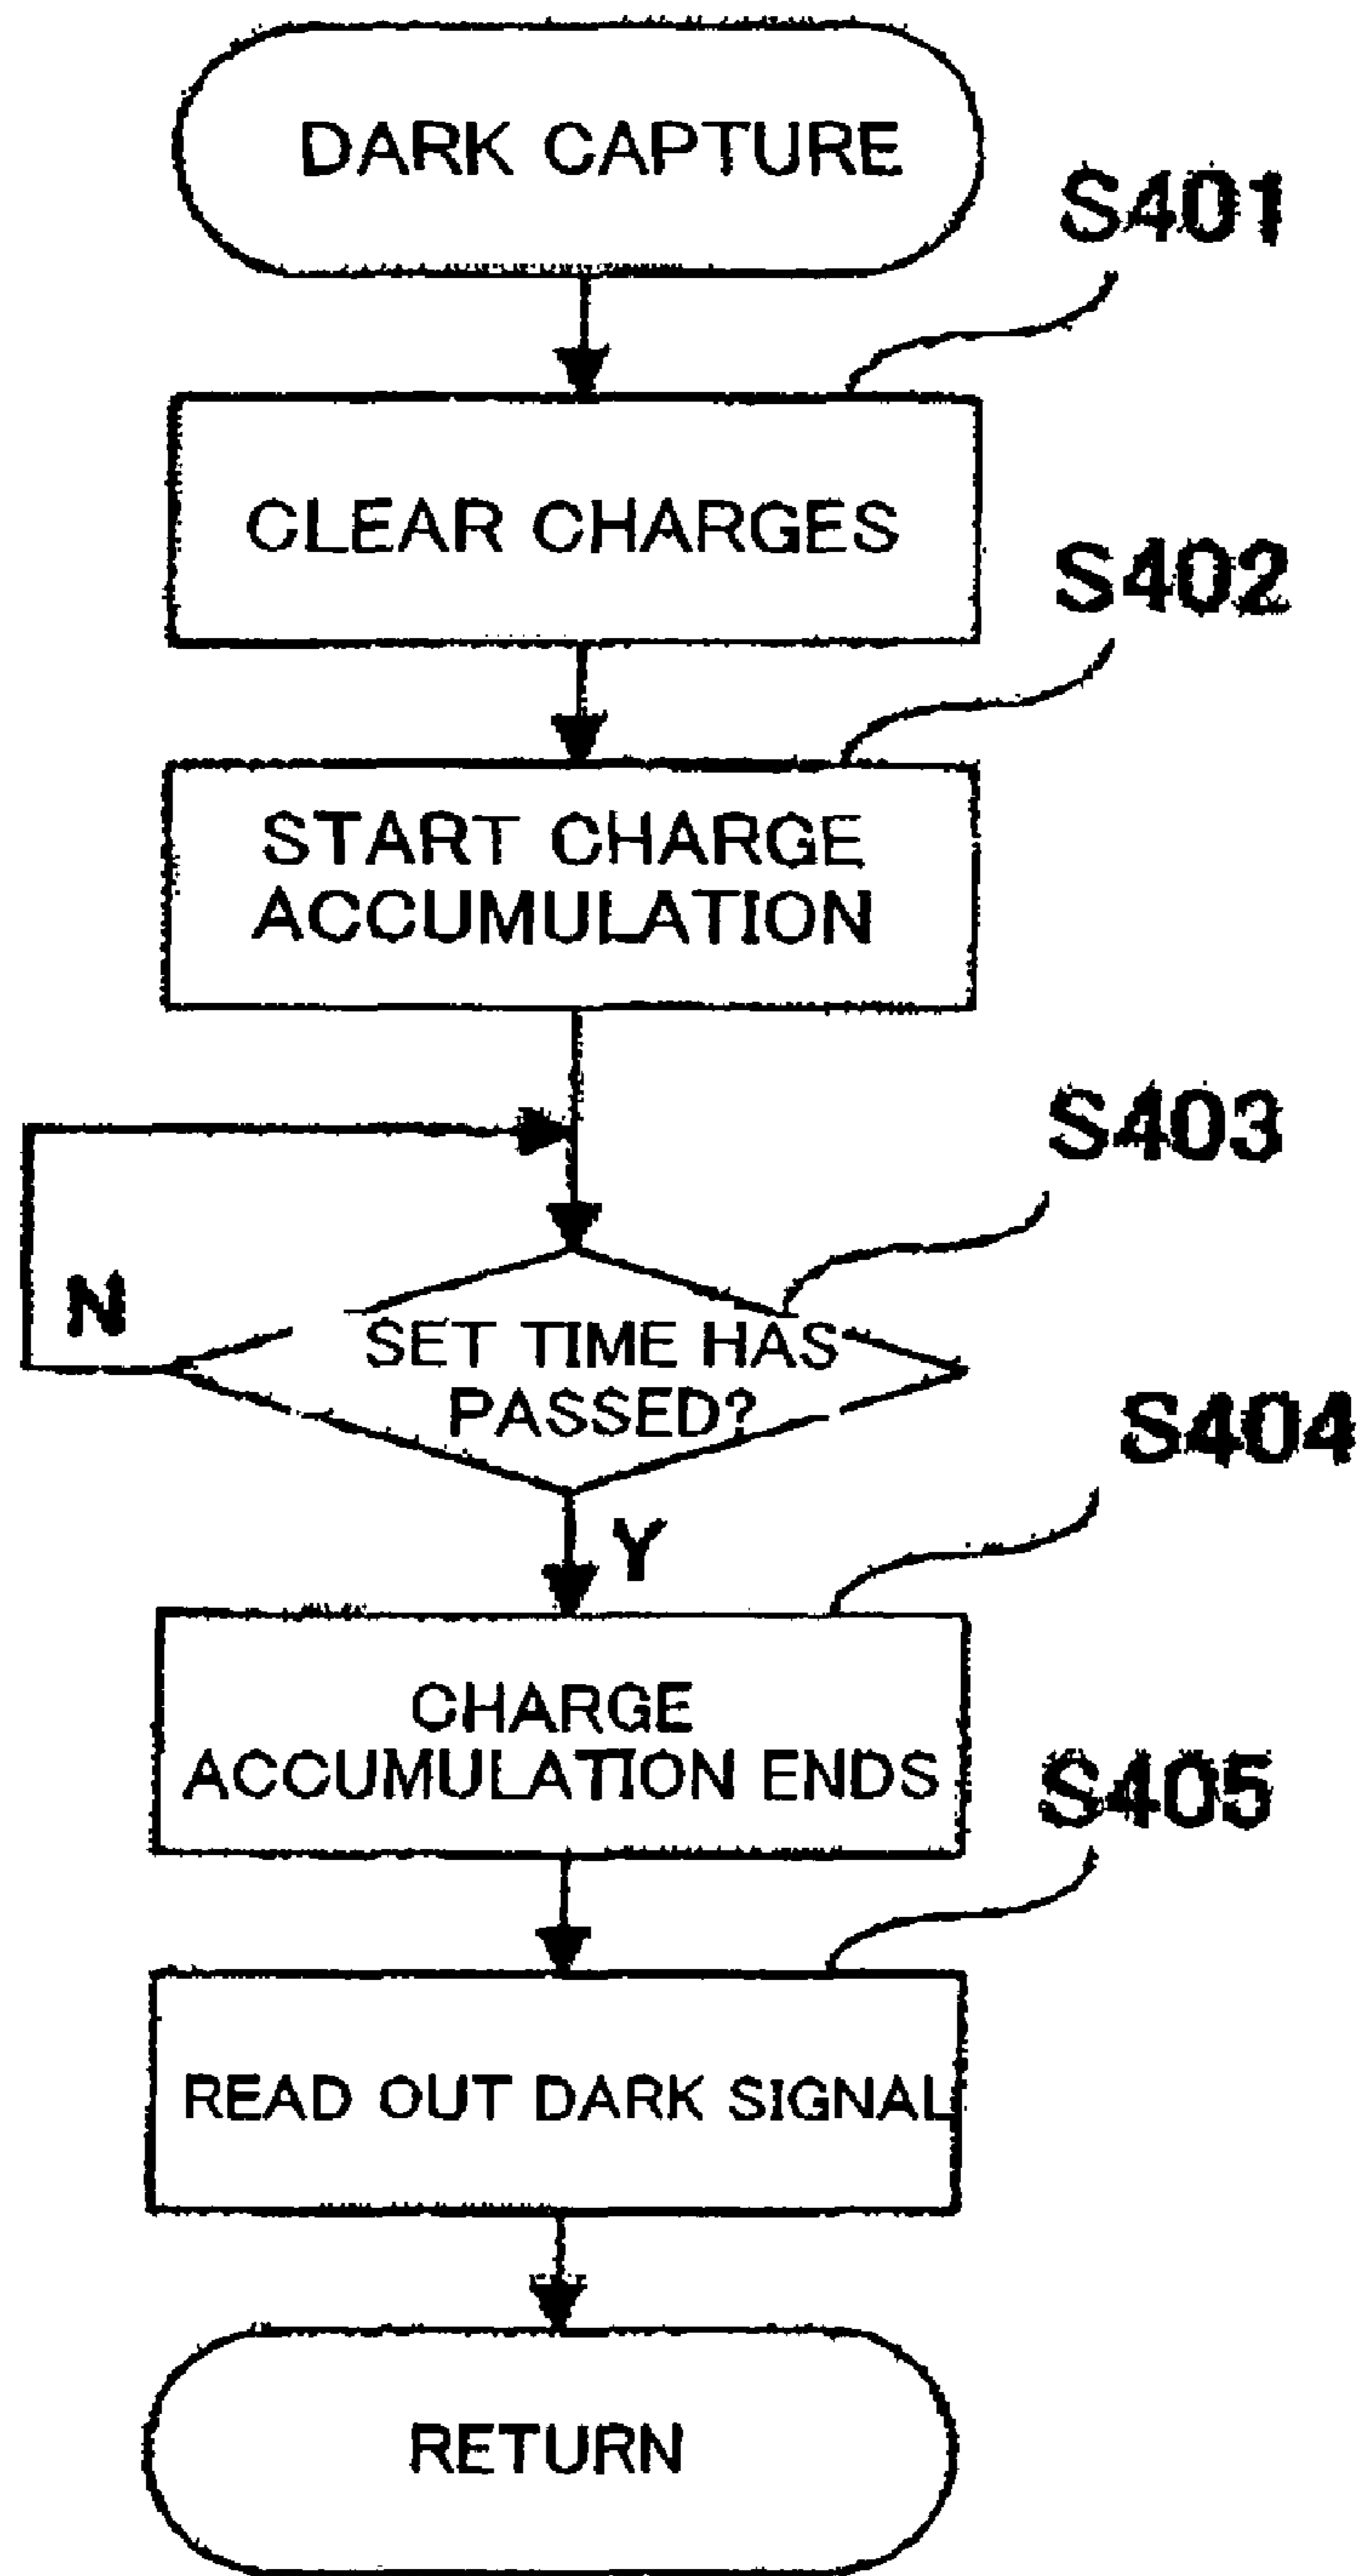 DARK CAPTURE
S401
CLEAR CHARGES
S402
START CHARGE
ACCUMULATION
S403
N
SET TIME HAS
PASSED?
S404
Y
CHARGE
ACCUMULATION ENDS
S405
READ OUT DARK SIGNAL
RETURN